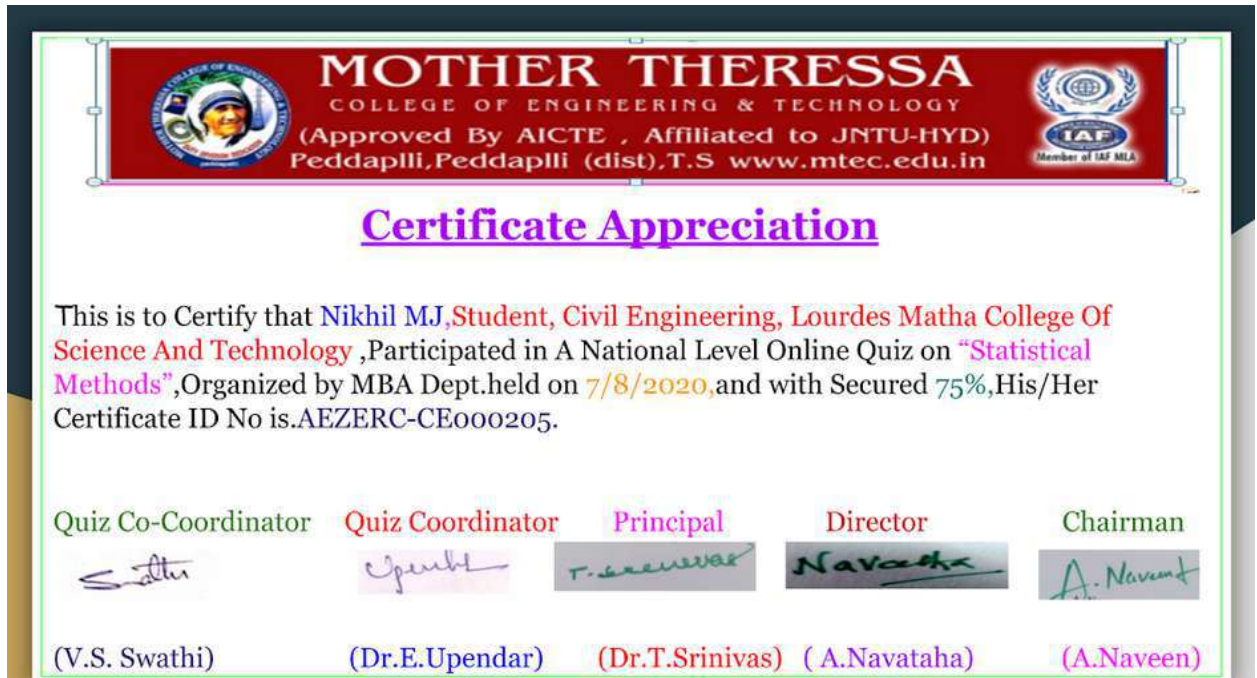 MOTHER THERESSA
COLLEGE OF ENGINEERING & TECHNOLOGY
(Approved By AICTE , Affiliated to JNTU-HYD)
Peddaplli,Peddaplli (dist),T.S www.mtec.edu.in
IAF
Member of IAF MLA
Certificate Appreciation
This is to Certify that Nikhil MJ,Student, Civil Engineering, Lourdes Matha College Of
Science And Technology ,Participated in A National Level Online Quiz on “Statistical
Methods”,Organized by MBA Dept.held on 7/8/2020,and with Secured 75%,His/Her
Certificate ID No is.AEZERC-CE000205.
Quiz Co-Coordinator Quiz Coordinator Principal Director Chairman
Swathi T. Navatha A. Naveen
(V.S. Swathi) (Dr.E.Upendar) (Dr.T.Srinivas) ( A.Navataha) (A.Naveen)